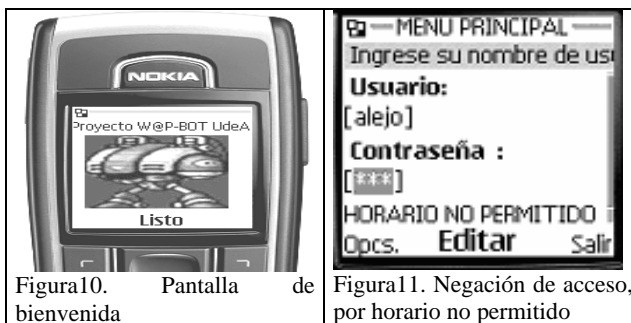 NOKIA
Proyecto W@P-BOT UdeA
Listo
Figura10. Pantalla de
bienvenida
MENU PRINCIPAL
Ingrese su nombre de usu
Usuario:
[alejo]
Contraseña :
[***]
HORARIO NO PERMITIDO
Opcs. Editar Salir
Figura11. Negación de acceso,
por horario no permitido